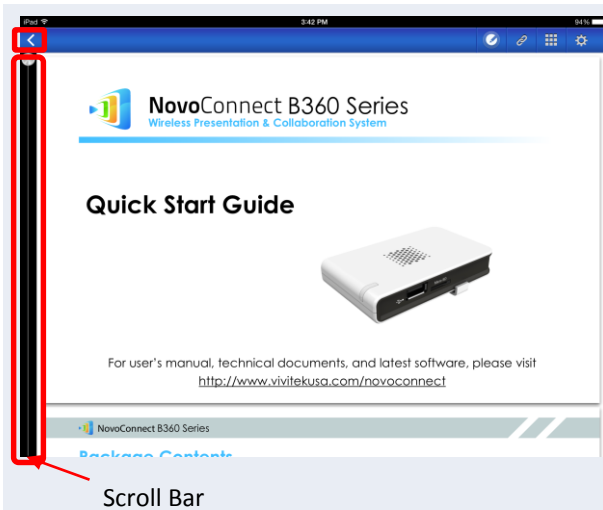 iPad 3:42 PM 94%
NovoConnect B360 Series
Wireless Presentation & Collaboration System
Quick Start Guide
For user's manual, technical documents, and latest software, please visit
http://www.vivitekusa.com/novoconnect
NovoConnect B360 Series
Package Contents
Scroll Bar